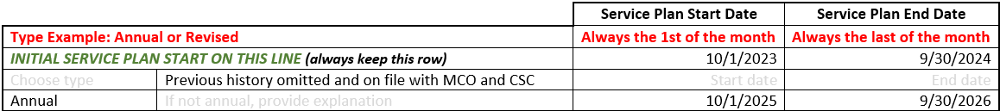 Service Plan Start Date Service Plan End Date
Type Example: Annual or Revised Always the 1st of the month Always the last of the month
INITIAL SERVICE PLAN START ON THIS LINE (always keep this row) 10/1/2023 9/30/2024
Choose type Previous history omitted and on file with MCO and CSC Start date End date
Annual If not annual, provide explanation 10/1/2025 9/30/2026